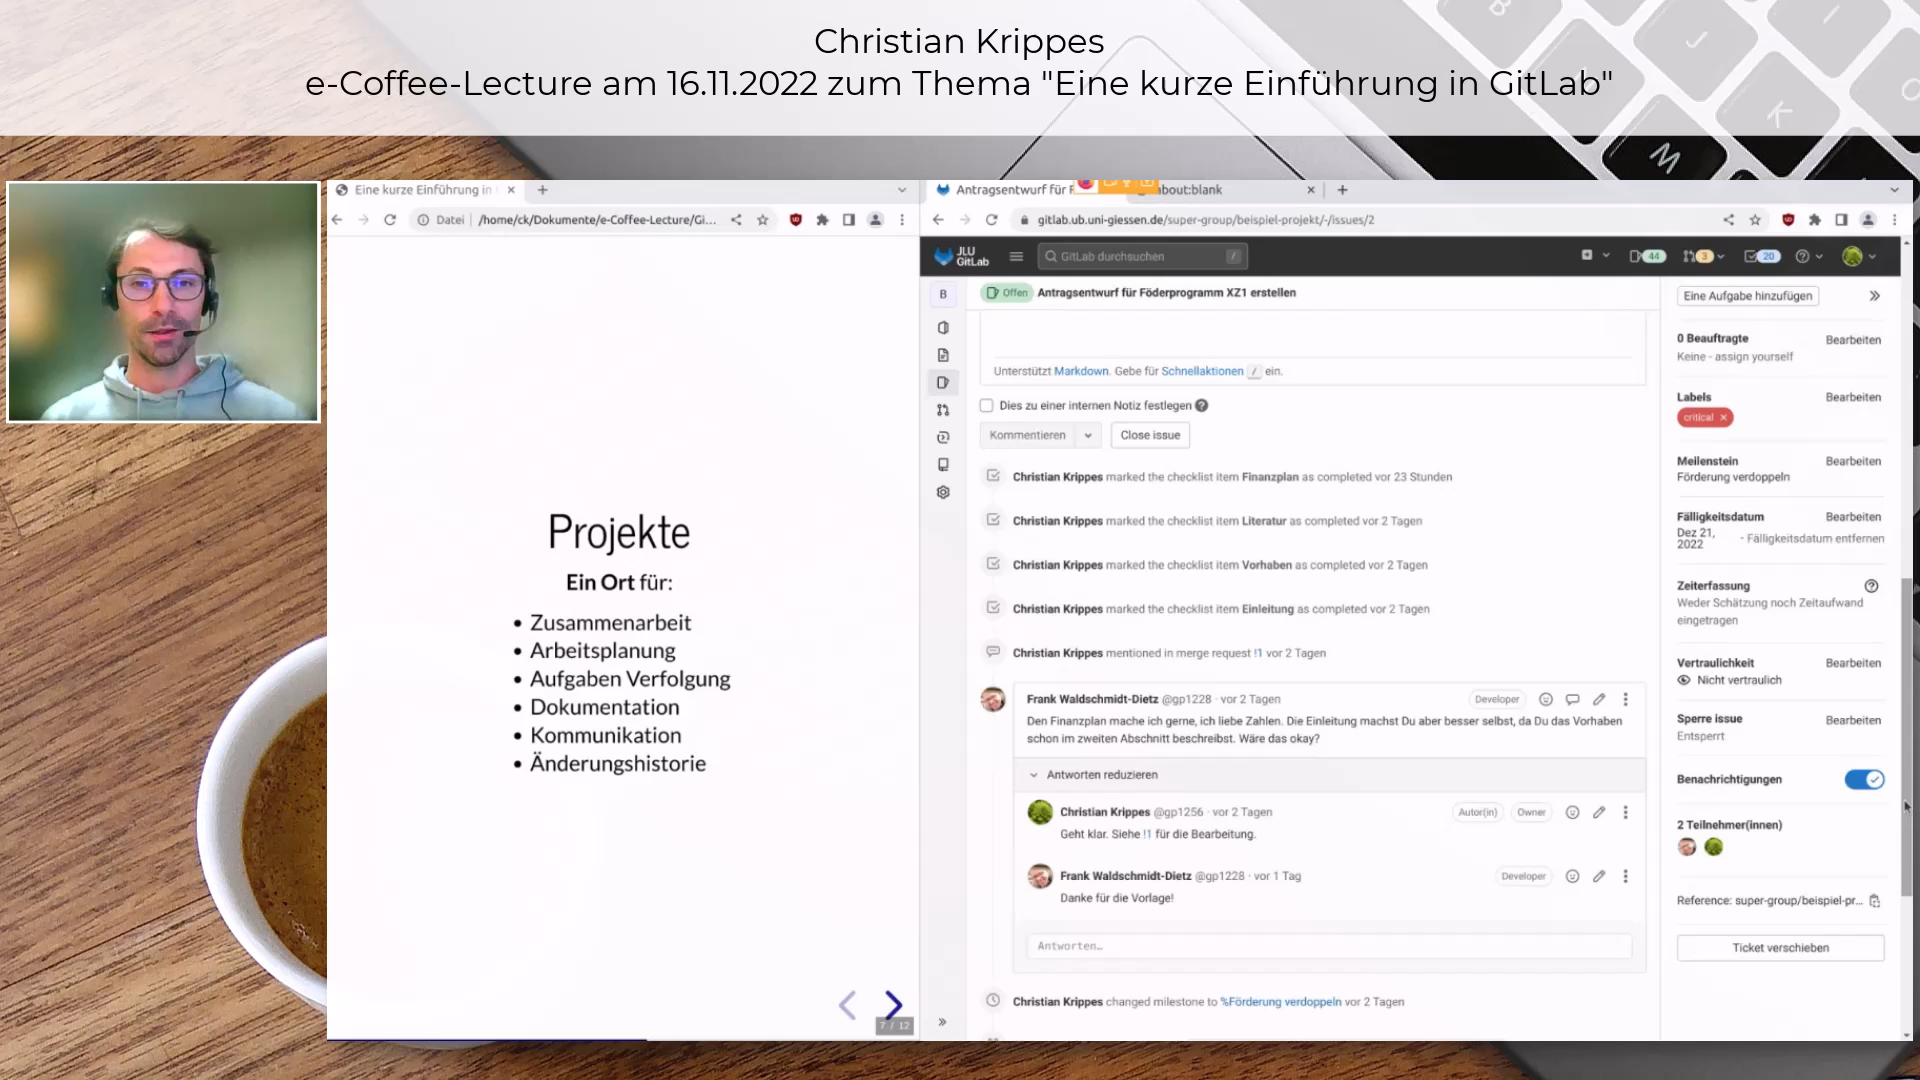 Christian Krippes
e-Coffee-Lecture am 16.11.2022 zum Thema "Eine kurze Einführung in GitLab"
Eine kurze Einführung in
Datei
/home/ck/Dokumente/e-Coffee-Lecture/Gi...
Projekte
Ein Ort für:
Zusammenarbeit
Arbeitsplanung
Aufgaben Verfolgung
Dokumentation
Kommunikation
Änderungshistorie
7 / 12
Antragsentwurf für
about:blank
gitlab.ub.uni-giessen.de/super-group/beispiel-projekt/-/issues/2
JLU
GitLab
GitLab durchsuchen
/
44
3
20
B
Offen Antragsentwurf für Föderprogramm XZ1 erstellen
Unterstützt Markdown. Gebe für Schnellaktionen / ein.
Dies zu einer internen Notiz festlegen
Kommentieren
Close issue
Christian Krippes marked the checklist item Finanzplan as completed vor 23 Stunden
Christian Krippes marked the checklist item Literatur as completed vor 2 Tagen
Christian Krippes marked the checklist item Vorhaben as completed vor 2 Tagen
Christian Krippes marked the checklist item Einleitung as completed vor 2 Tagen
Christian Krippes mentioned in merge request !1 vor 2 Tagen
Frank Waldschmidt-Dietz @gp1228 · vor 2 Tagen
Developer
Den Finanzplan mache ich gerne, ich liebe Zahlen. Die Einleitung machst Du aber besser selbst, da Du das Vorhaben
schon im zweiten Abschnitt beschreibst. Wäre das okay?
Antworten reduzieren
Christian Krippes @gp1256 · vor 2 Tagen
Autor(in)
Owner
Geht klar. Siehe !1 für die Bearbeitung.
Frank Waldschmidt-Dietz @gp1228 · vor 1 Tag
Developer
Danke für die Vorlage!
Antworten…
Christian Krippes changed milestone to %Förderung verdoppeln vor 2 Tagen
Eine Aufgabe hinzufügen
0 Beauftragte
Bearbeiten
Keine - assign yourself
Labels
Bearbeiten
critical
Meilenstein
Bearbeiten
Förderung verdoppeln
Fälligkeitsdatum
Bearbeiten
Dez 21,
2022
- Fälligkeitsdatum entfernen
Zeiterfassung
Weder Schätzung noch Zeitaufwand
eingetragen
Vertraulichkeit
Bearbeiten
Nicht vertraulich
Sperre issue
Bearbeiten
Entsperrt
Benachrichtigungen
2 Teilnehmer(innen)
Reference: super-group/beispiel-pr...
Ticket verschieben